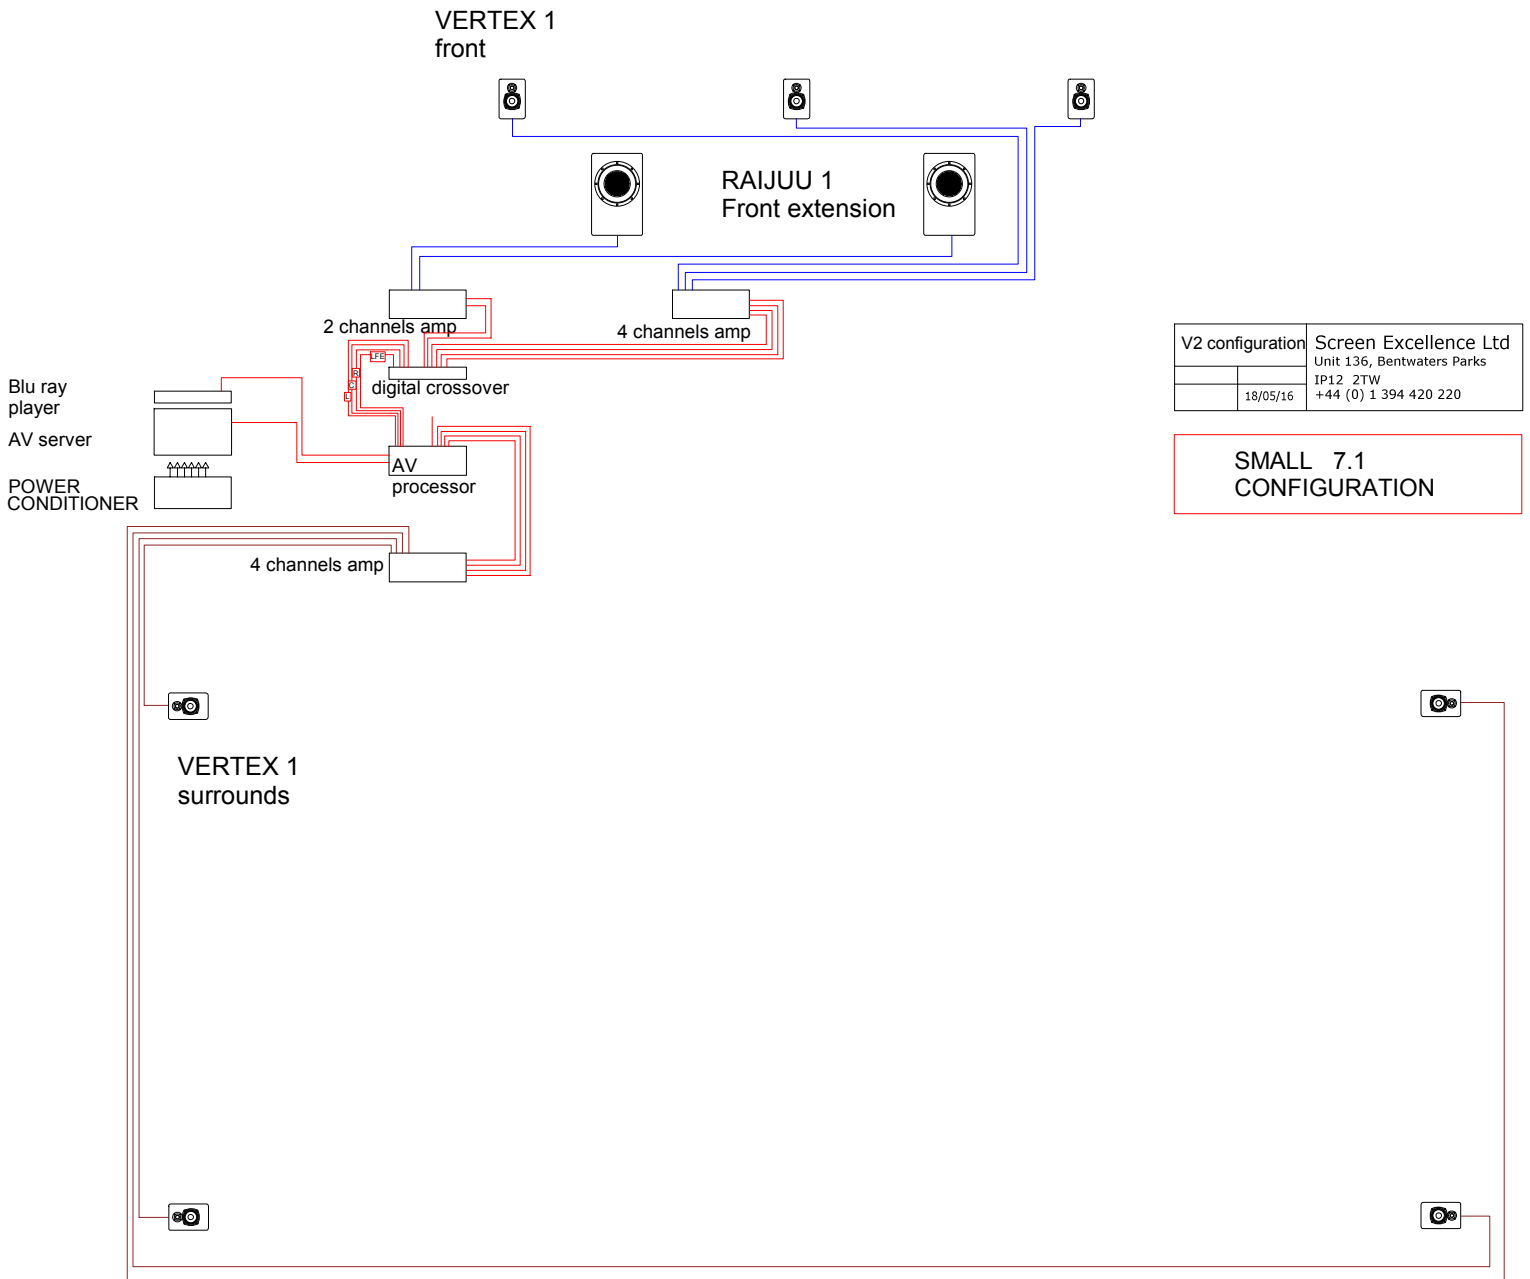 VERTEX 1
front
RAIJUU 1
Front extension
2 channels amp
4 channels amp
LFE
R
C
L
digital crossover
Blu ray
player
AV server
POWER
CONDITIONER
AV
processor
4 channels amp
V2 configuration
18/05/16
Screen Excellence Ltd
Unit 136, Bentwaters Parks
IP12 2TW
+44 (0) 1 394 420 220
SMALL 7.1
CONFIGURATION
VERTEX 1
surrounds